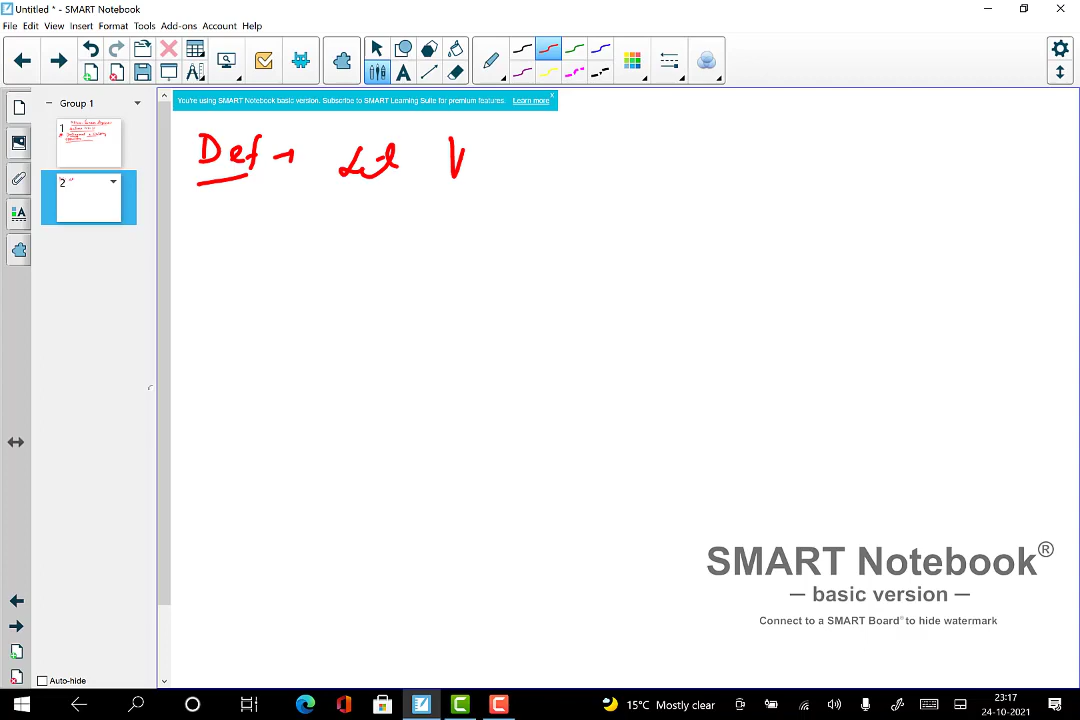 Untitled * - SMART Notebook
File Edit View Insert Format Tools Add-ons Account Help
Group 1
You're using SMART Notebook basic version. Subscribe to SMART Learning Suite for premium features. Learn more
x
1
2
Def → Let V
SMART Notebook®
— basic version —
Connect to a SMART Board® to hide watermark
Auto-hide
15°C Mostly clear
23:17
24-10-2021